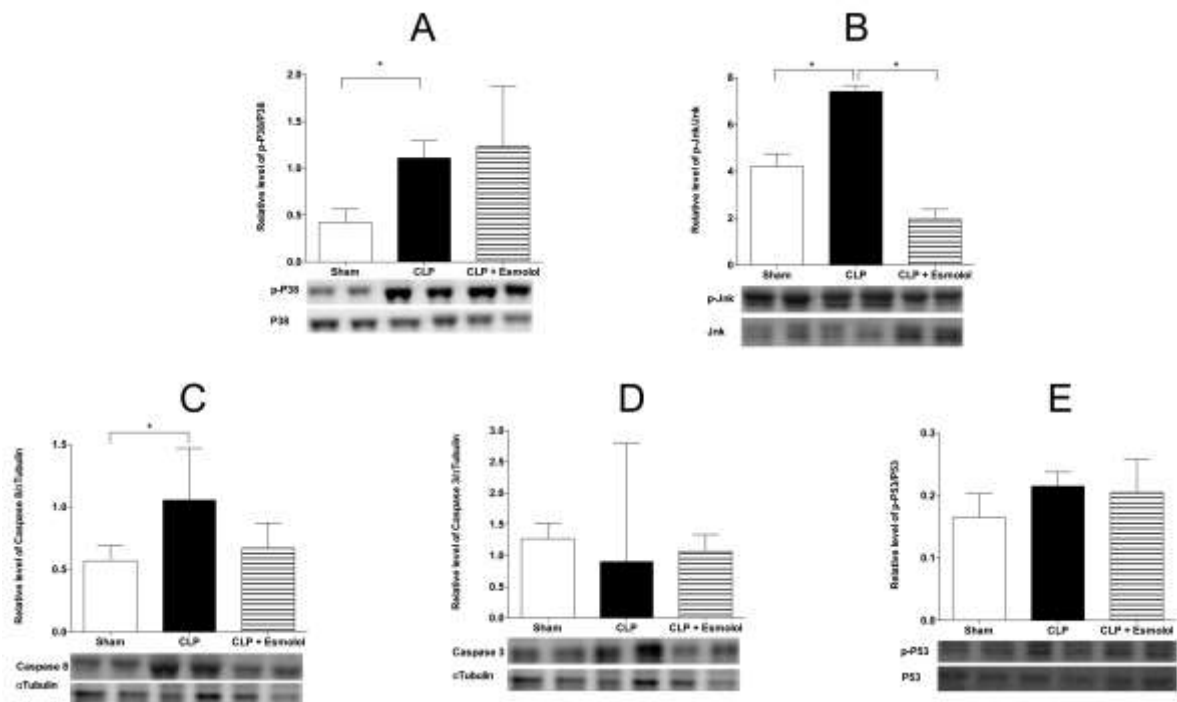 A
B
*
Relative level of p-P38/P38
2.0
1.5
1.0
0.5
0.0
Sham CLP CLP + Esmolol
p-P38
P38
* *
Relative level of p-Jnk/Jnk
8
6
4
2
0
Sham CLP CLP + Esmolol
p-Jnk
Jnk
C
D
E
*
Relative level of Caspase 8/αTubulin
1.5
1.0
0.5
0.0
Sham CLP CLP + Esmolol
Caspase 8
αTubulin
Relative level of Caspase 3/αTubulin
3.0
2.5
2.0
1.5
1.0
0.5
0.0
Sham CLP CLP + Esmolol
Caspase 3
αTubulin
Relative level of p-P53/P53
0.3
0.2
0.1
0.0
Sham CLP CLP + Esmolol
p-P53
P53